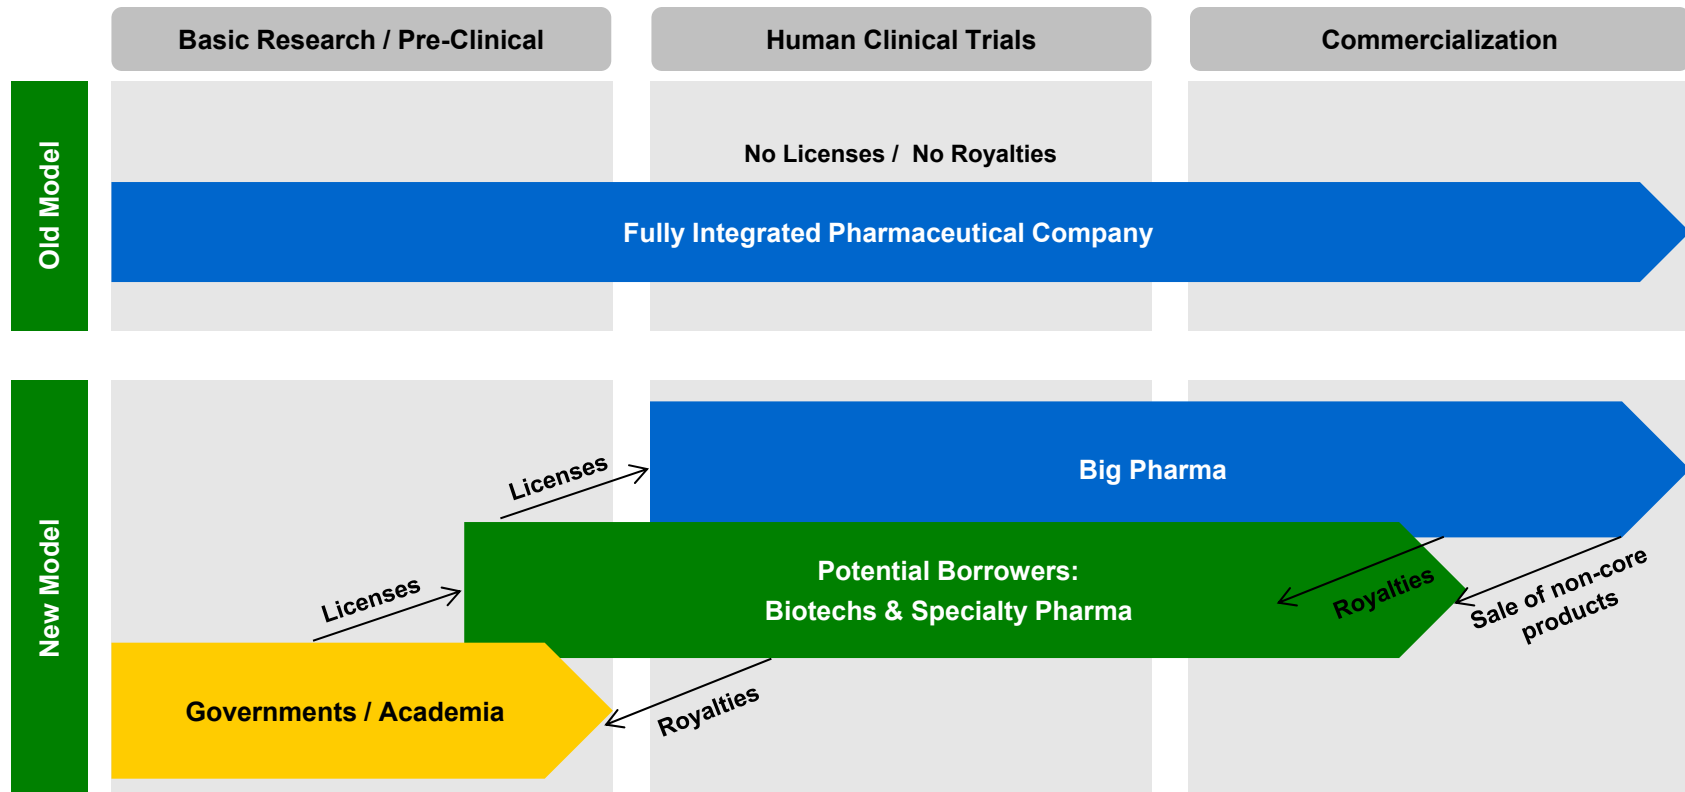 Basic Research / Pre-Clinical
Human Clinical Trials
Commercialization
Old Model
No Licenses /  No Royalties
Fully Integrated Pharmaceutical Company
New Model
Big Pharma
Licenses
Potential Borrowers:
Biotechs & Specialty Pharma
Royalties
Sale of non-core
products
Licenses
Governments / Academia
Royalties